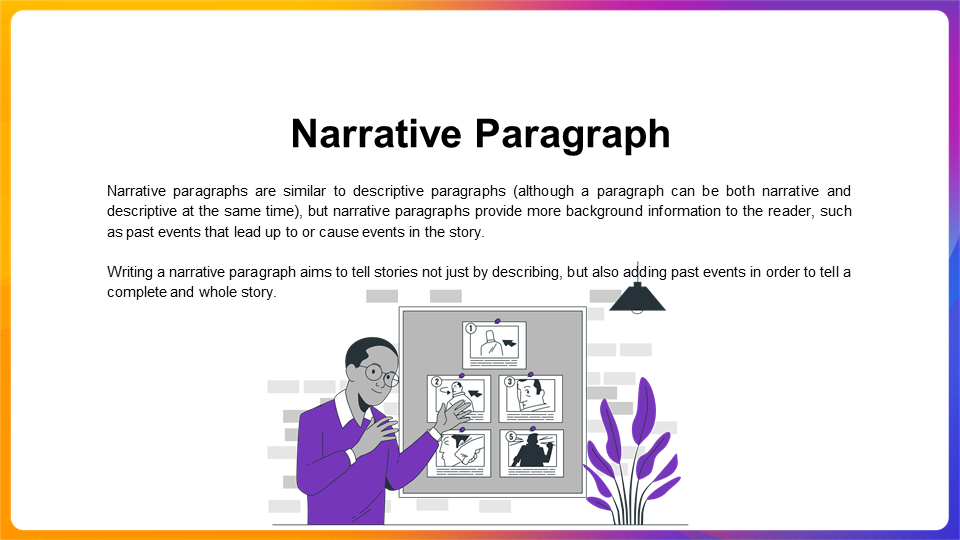 Narrative Paragraph
Narrative paragraphs are similar to descriptive paragraphs (although a paragraph can be both narrative and
descriptive at the same time), but narrative paragraphs provide more background information to the reader, such
as past events that lead up to or cause events in the story.
Writing a narrative paragraph aims to tell stories not just by describing, but also adding past events in order to tell a
complete and whole story.
1
2
3
5